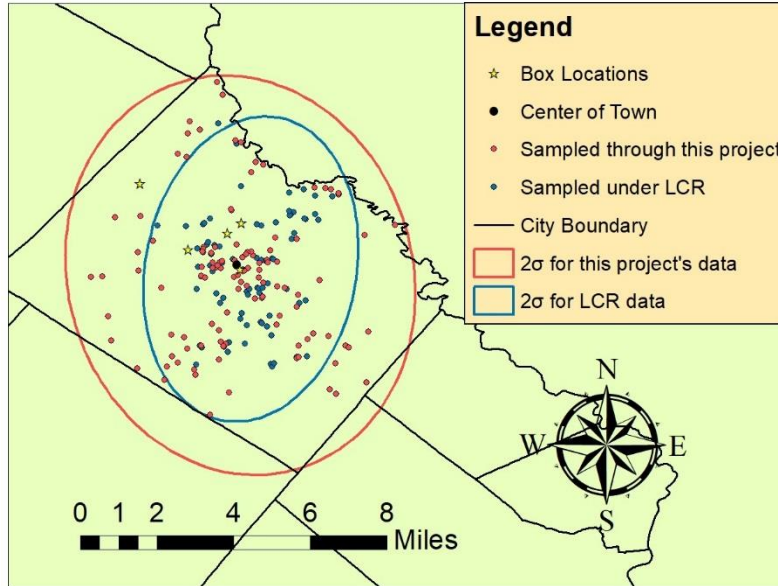 Legend
Box Locations
Center of Town
Sampled through this project
Sampled under LCR
City Boundary
2σ for this project's data
2σ for LCR data
N
W E
S
0 1 2 4 6 8
Miles